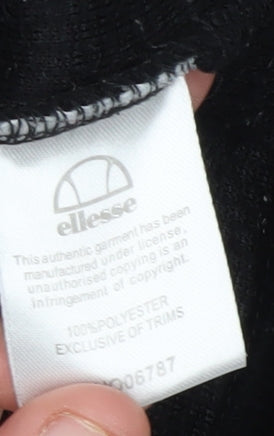 ellesse
This authentic garment has been
manufactured under license,
unauthorised copying is an
infringement of copyright.
100%POLYESTER
EXCLUSIVE OF TRIMS
06787